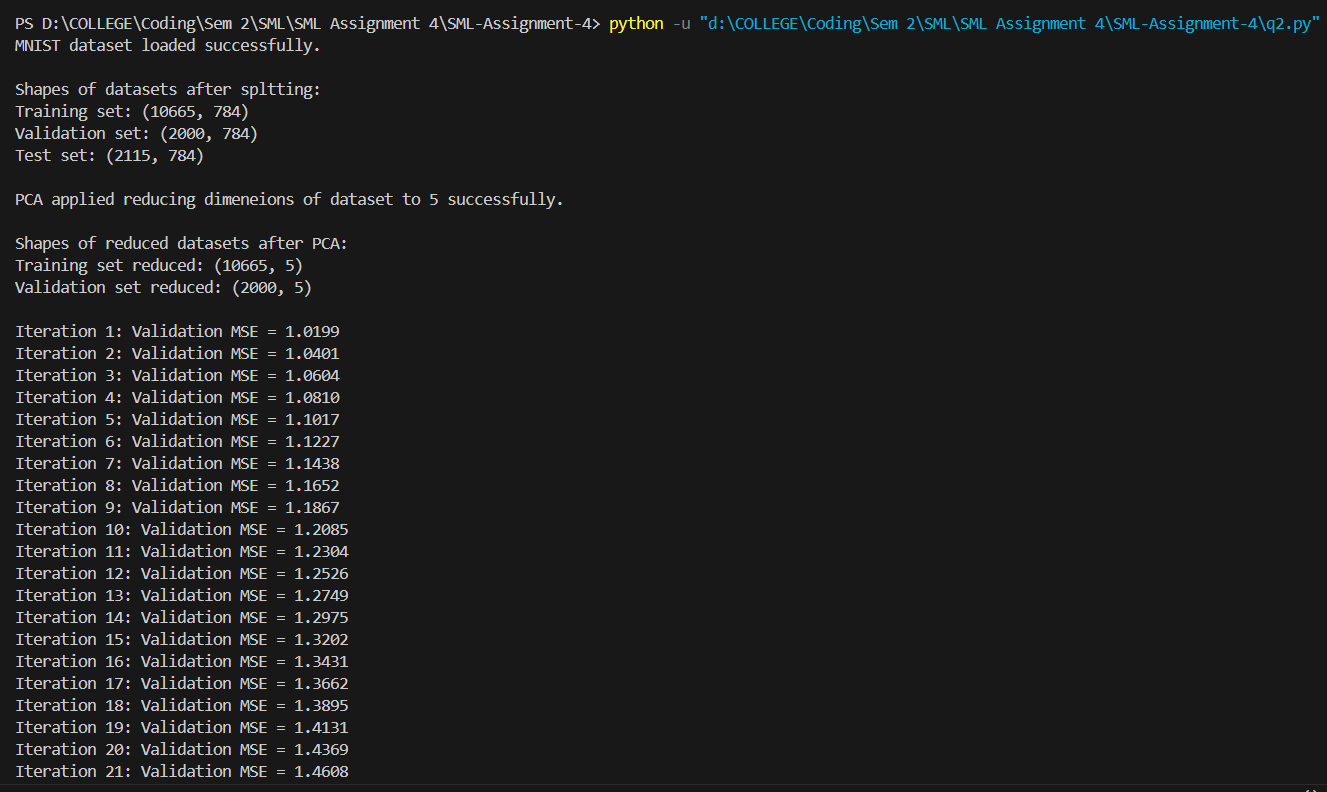 PS D:\COLLEGE\Coding\Sem 2\SML\SML Assignment 4\SML-Assignment-4> python -u "d:\COLLEGE\Coding\Sem 2\SML\SML Assignment 4\SML-Assignment-4\q2.py"
MNIST dataset loaded successfully.
Shapes of datasets after spltting:
Training set: (10665, 784)
Validation set: (2000, 784)
Test set: (2115, 784)
PCA applied reducing dimeneions of dataset to 5 successfully.
Shapes of reduced datasets after PCA:
Training set reduced: (10665, 5)
Validation set reduced: (2000, 5)
Iteration 1: Validation MSE = 1.0199
Iteration 2: Validation MSE = 1.0401
Iteration 3: Validation MSE = 1.0604
Iteration 4: Validation MSE = 1.0810
Iteration 5: Validation MSE = 1.1017
Iteration 6: Validation MSE = 1.1227
Iteration 7: Validation MSE = 1.1438
Iteration 8: Validation MSE = 1.1652
Iteration 9: Validation MSE = 1.1867
Iteration 10: Validation MSE = 1.2085
Iteration 11: Validation MSE = 1.2304
Iteration 12: Validation MSE = 1.2526
Iteration 13: Validation MSE = 1.2749
Iteration 14: Validation MSE = 1.2975
Iteration 15: Validation MSE = 1.3202
Iteration 16: Validation MSE = 1.3431
Iteration 17: Validation MSE = 1.3662
Iteration 18: Validation MSE = 1.3895
Iteration 19: Validation MSE = 1.4131
Iteration 20: Validation MSE = 1.4369
Iteration 21: Validation MSE = 1.4608